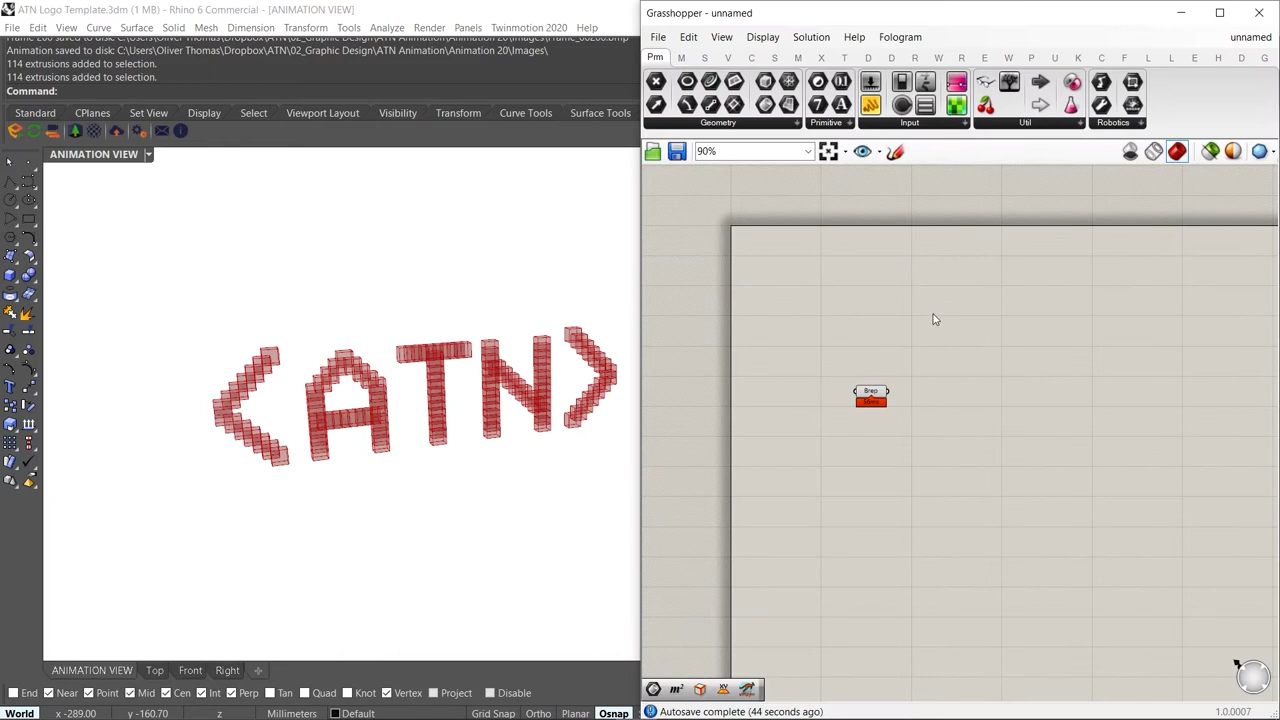 ATN Logo Template.3dm (1 MB) - Rhino 6 Commercial - [ANIMATION VIEW]
File Edit View Curve Surface Solid Mesh Dimension Transform Tools Analyze Render Panels Twinmotion 2020 Help
Animation saved to disk: C:\Users\Oliver Thomas\Dropbox\ATN\02_Graphic Design\ATN Animation\Animation 20\Images\
114 extrusions added to selection.
114 extrusions added to selection.
Command:
Standard CPlanes Set View Display Select Viewport Layout Visibility Transform Curve Tools Surface Tools
ANIMATION VIEW
<ATN>
ANIMATION VIEW Top Front Right
End Near Point Mid Cen Int Perp Tan Quad Knot Vertex Project Disable
World x -289.00 y -160.70 z Millimeters Default Grid Snap Ortho Planar Osnap
Grasshopper - unnamed
File Edit View Display Solution Help Fologram unnamed
Prm M S V C S M X T D R W R E W P U M D G
Geometry Primitive Input Util Robotics
90%
Brep
Autosave complete (44 seconds ago) 1.0.0007